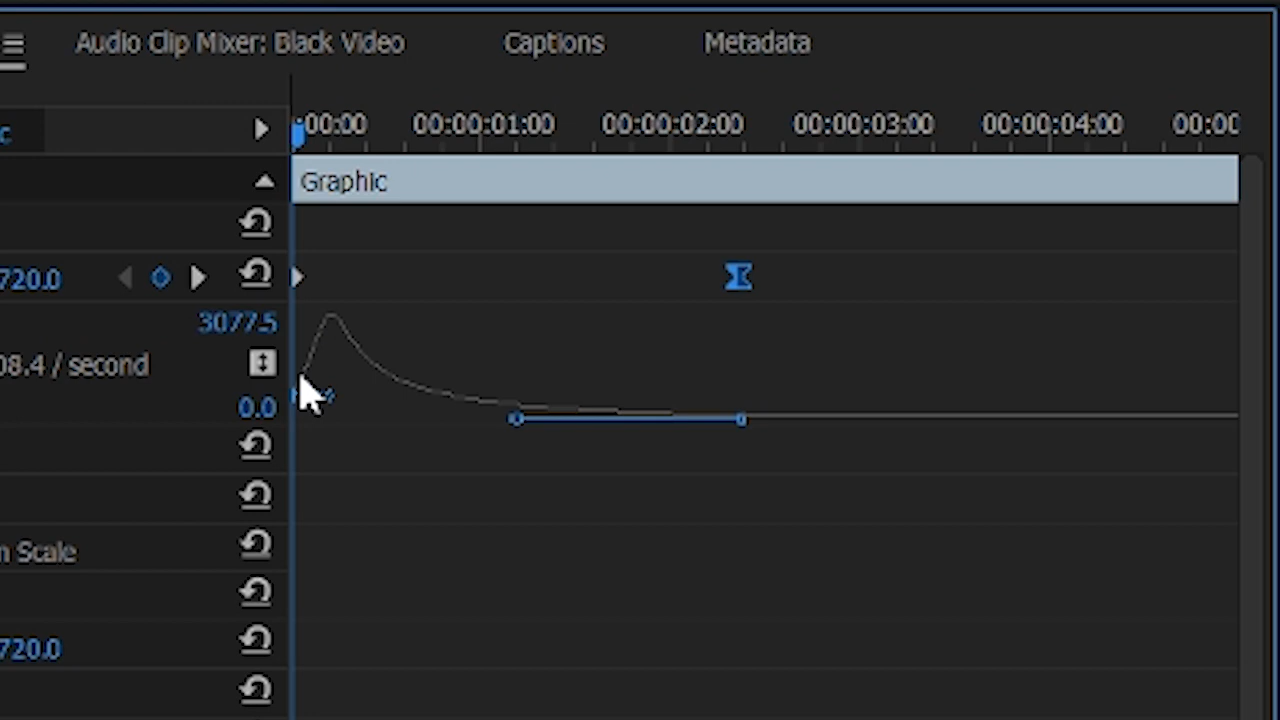 Audio Clip Mixer: Black Video Captions Metadata
:00:00 00:00:01:00 00:00:02:00 00:00:03:00 00:00:04:00 00:00
c
Graphic
720.0
3077.5
08.4 / second
0.0
n Scale
720.0